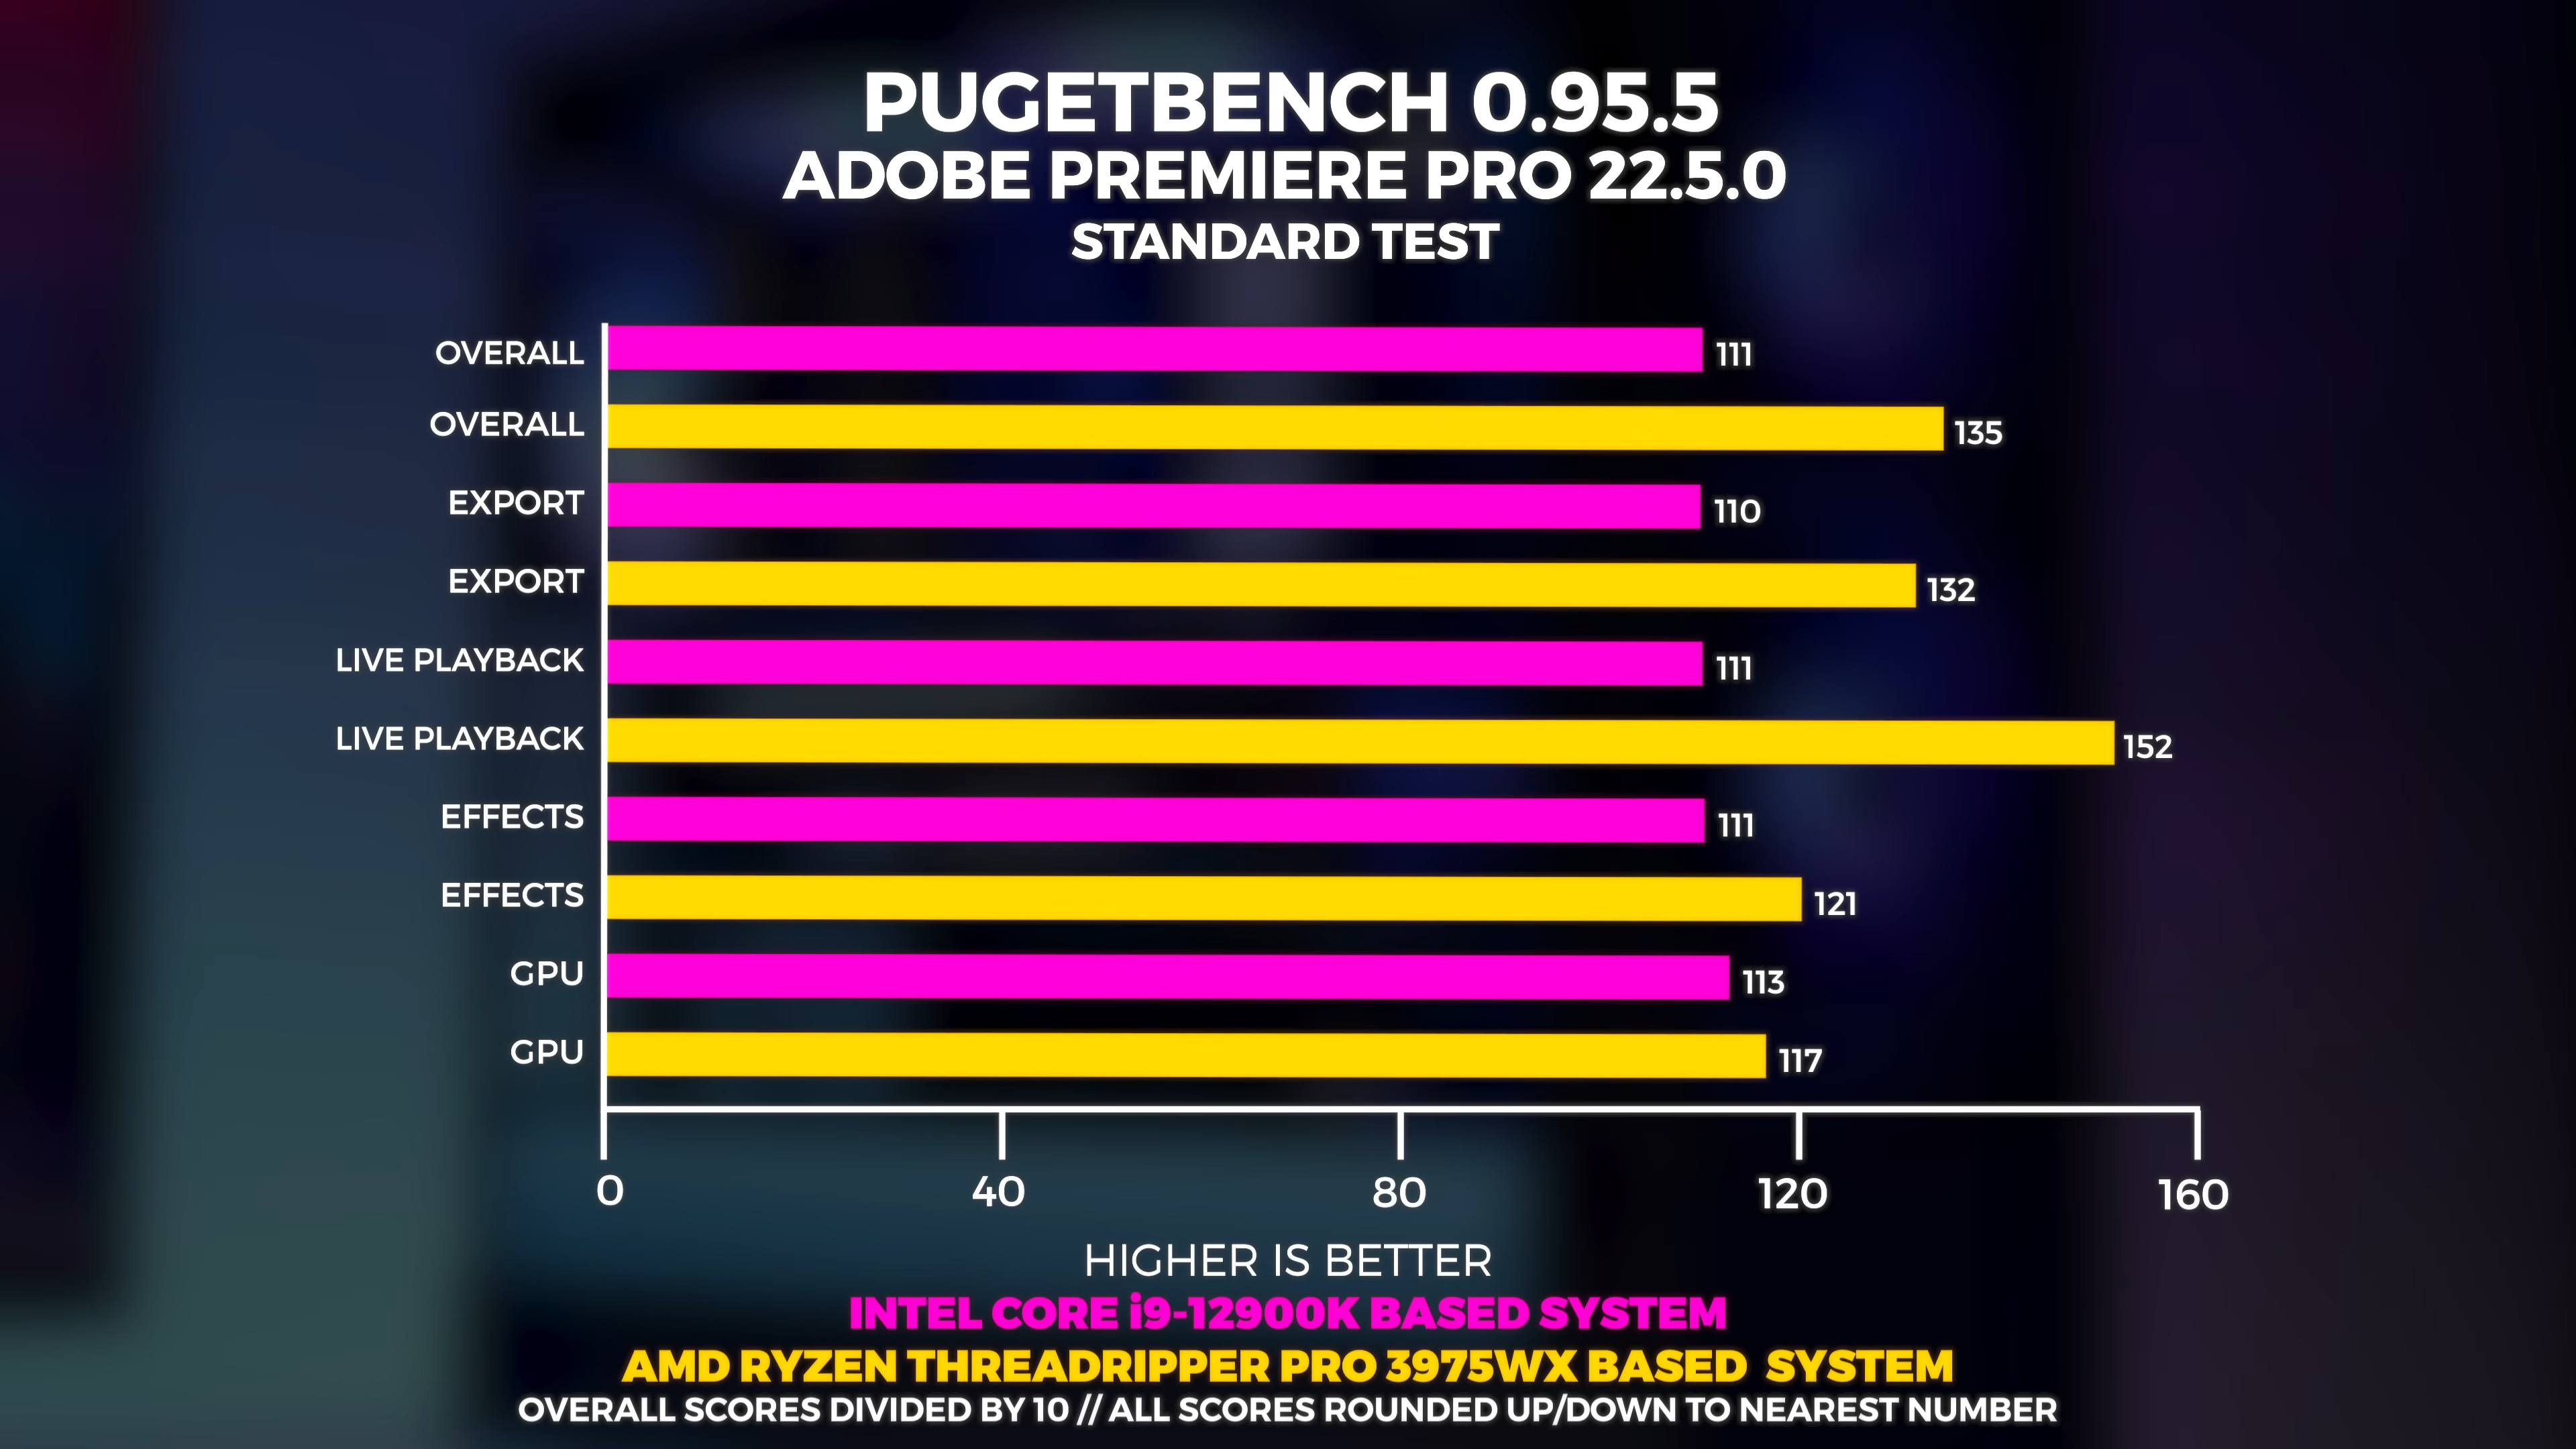 PUGETBENCH 0.95.5
ADOBE PREMIERE PRO 22.5.0
STANDARD TEST
OVERALL 111
OVERALL 135
EXPORT 110
EXPORT 132
LIVE PLAYBACK 111
LIVE PLAYBACK 152
EFFECTS 111
EFFECTS 121
GPU 113
GPU 117
0 40 80 120 160
HIGHER IS BETTER
INTEL CORE i9-12900K BASED SYSTEM
AMD RYZEN THREADRIPPER PRO 3975WX BASED SYSTEM
OVERALL SCORES DIVIDED BY 10 // ALL SCORES ROUNDED UP/DOWN TO NEAREST NUMBER